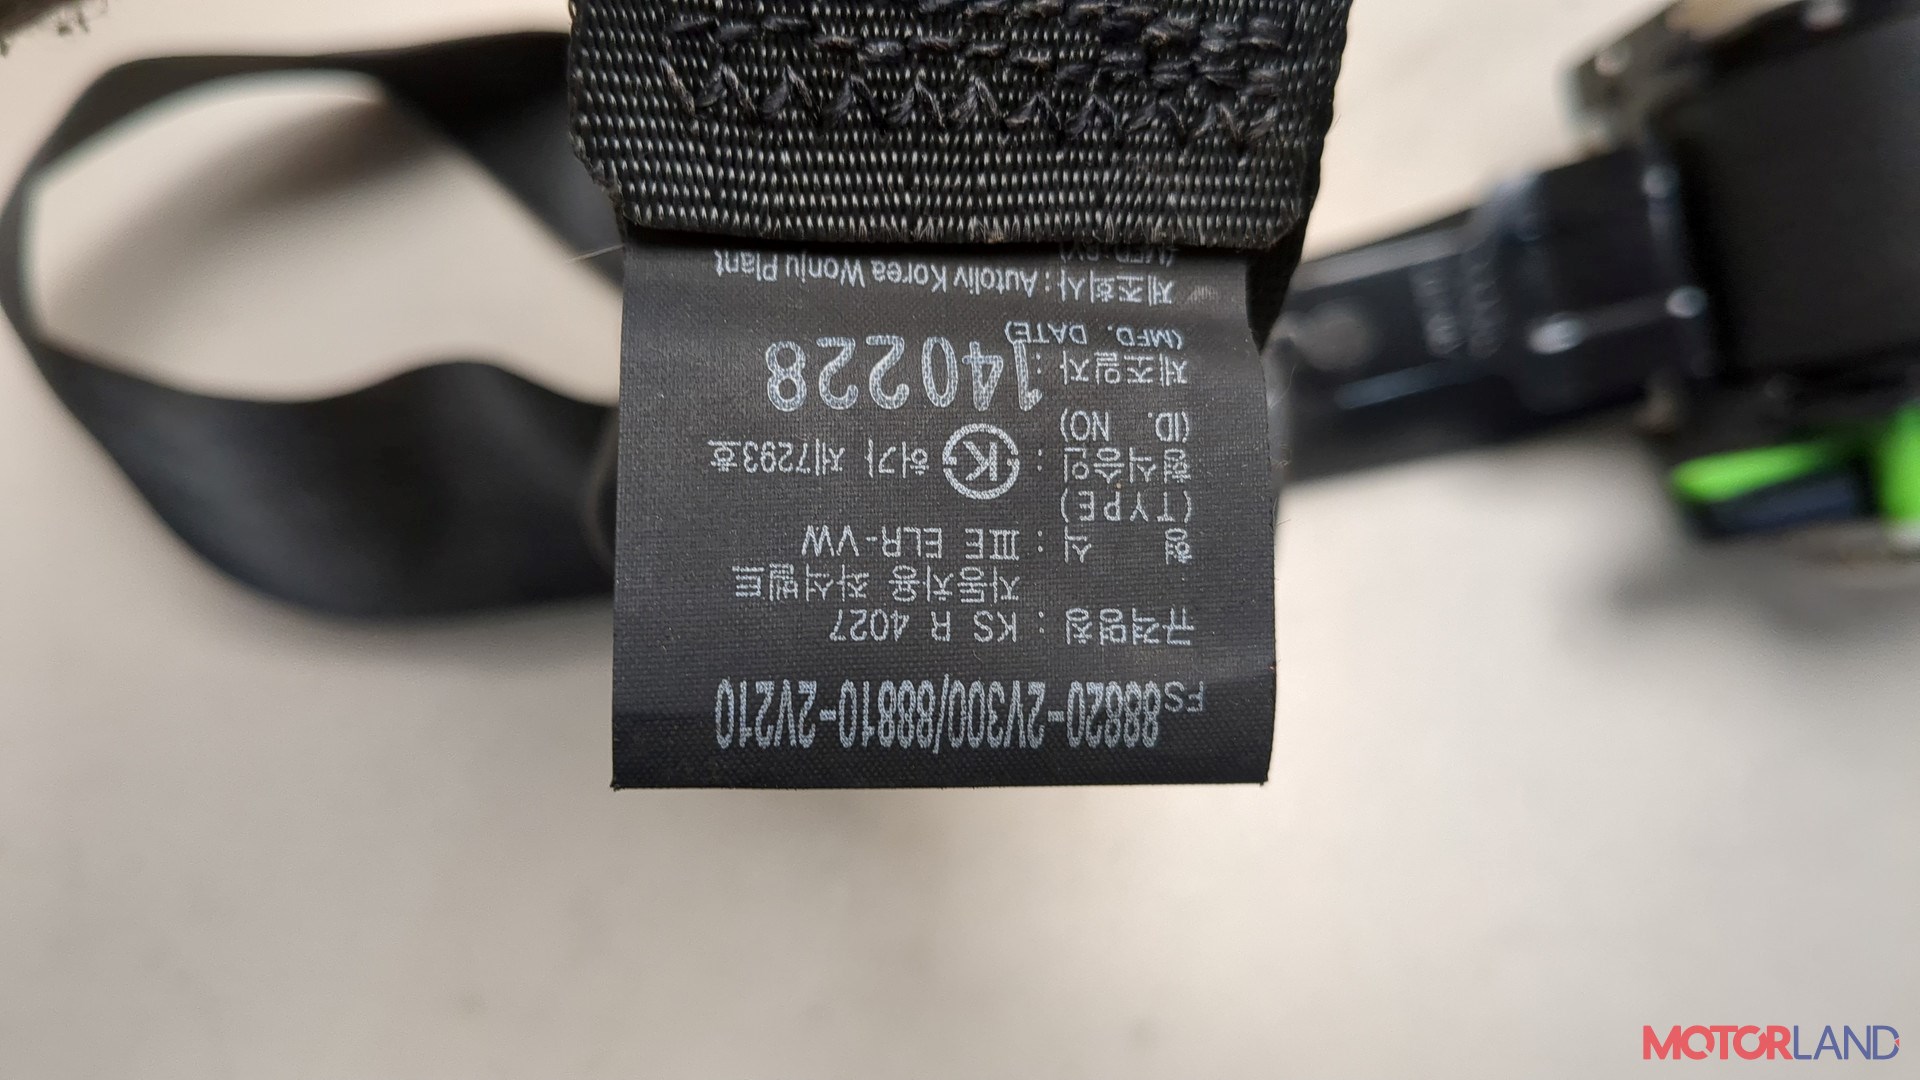 FS 88820-2V300/88810-2V210
규격명칭 : KS R 4027
자동차용 좌석벨트
형 식 : ⅢE ELR-VW
(TYPE)
형식승인 : K 허가 제7293호
(ID. NO)
제조일자 : 140228
(MFD. DATE)
제조회사 : Autoliv Korea Wonju Plant
(MFD.BY)
MOTORLAND